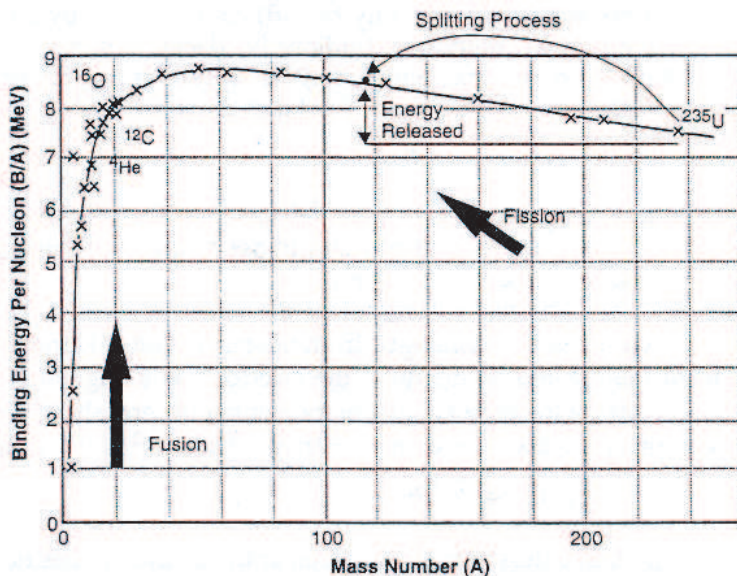 Splitting Process
9
8
7
6
5
4
3
2
1
0
¹⁶O
¹²C
⁴He
Energy
Released
²³⁵U
Fission
Fusion
Binding Energy Per Nucleon (B/A) (MeV)
0
100
200
Mass Number (A)